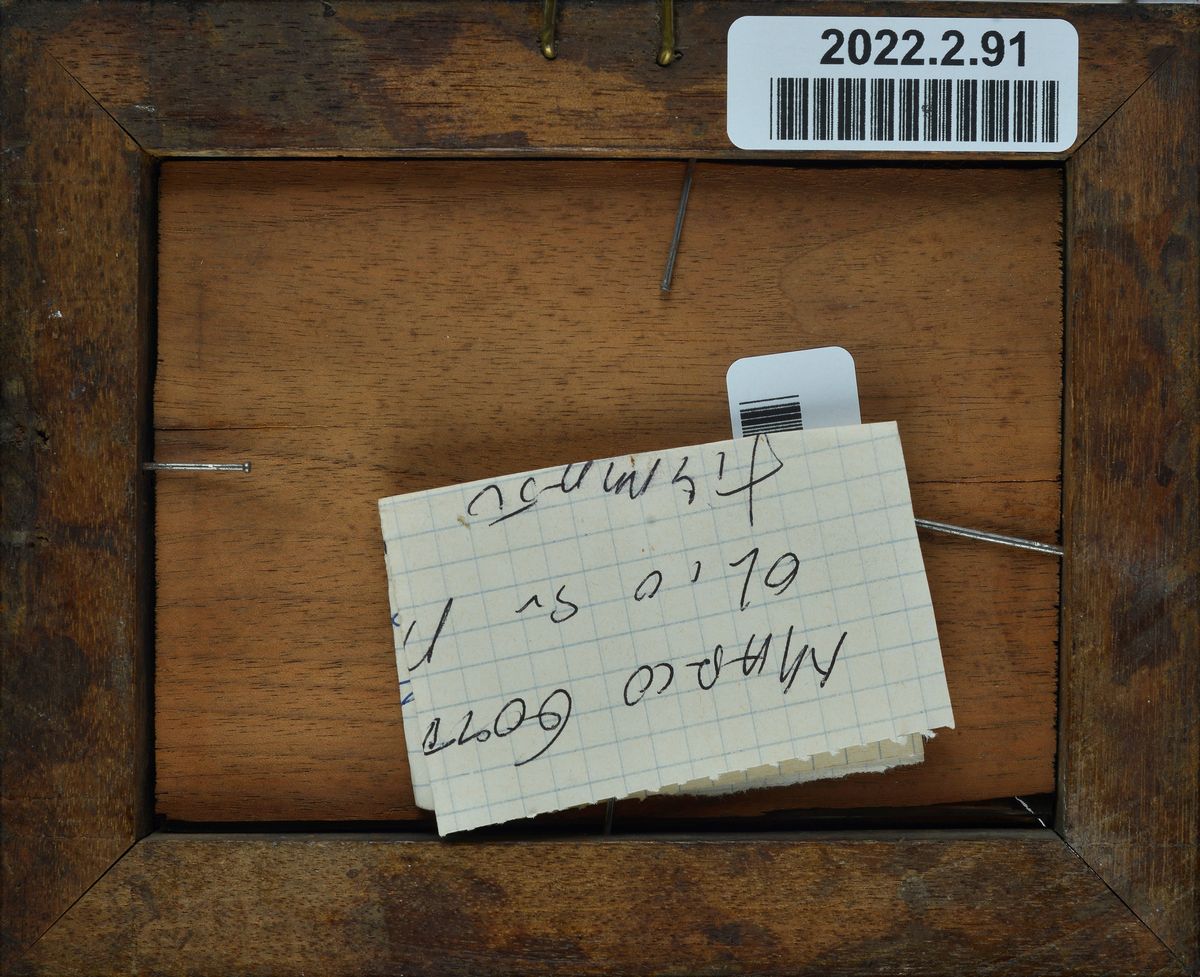 2022.2.91
MARCO GOZZI
Olio su
firmato